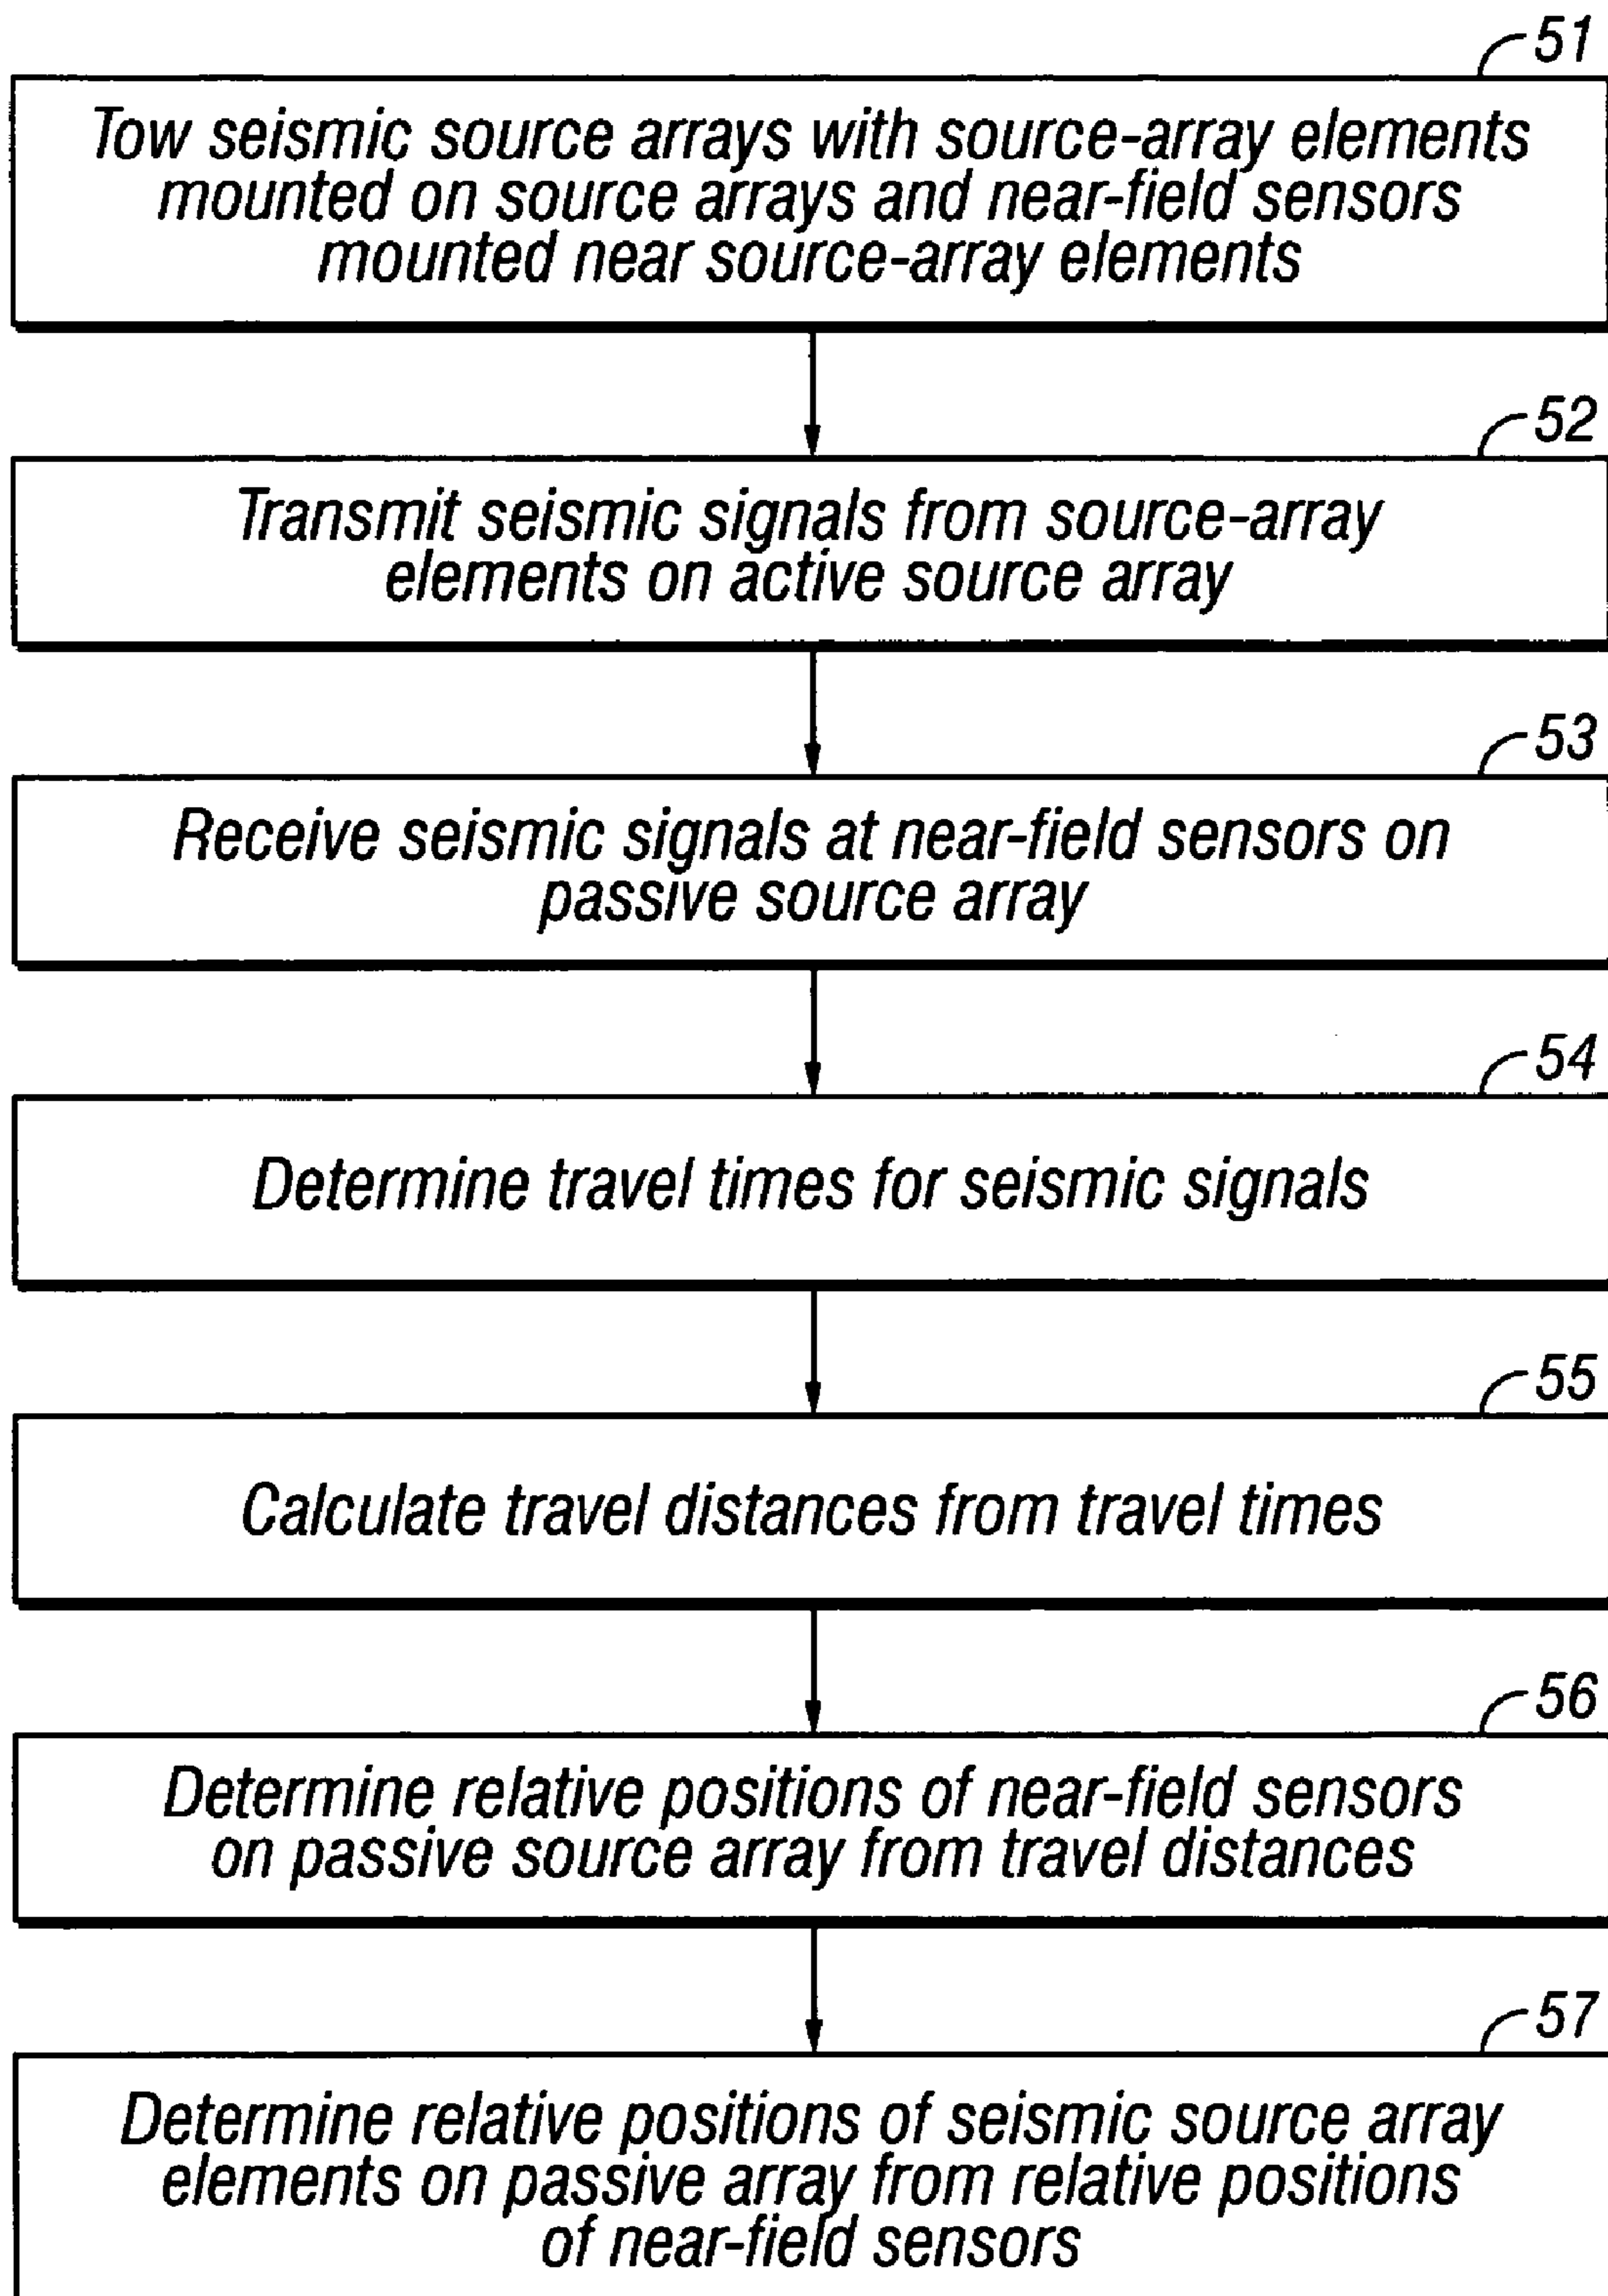 51
Tow seismic source arrays with source-array elements
mounted on source arrays and near-field sensors
mounted near source-array elements
52
Transmit seismic signals from source-array
elements on active source array
53
Receive seismic signals at near-field sensors on
passive source array
54
Determine travel times for seismic signals
55
Calculate travel distances from travel times
56
Determine relative positions of near-field sensors
on passive source array from travel distances
57
Determine relative positions of seismic source array
elements on passive array from relative positions
of near-field sensors